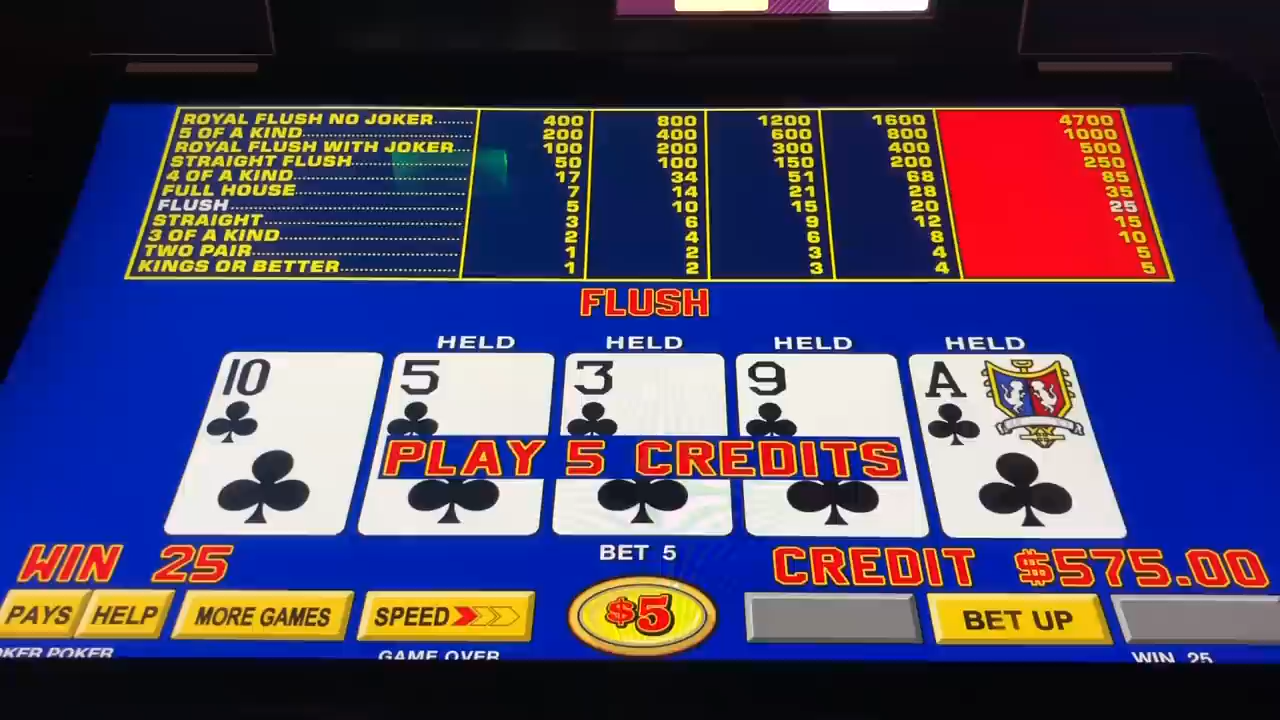 ROYAL FLUSH NO JOKER 400 800 1200 1600 4700
5 OF A KIND 200 400 600 800 1000
ROYAL FLUSH WITH JOKER 100 200 300 400 500
STRAIGHT FLUSH 50 100 150 200 250
4 OF A KIND 17 34 51 68 85
FULL HOUSE 7 14 21 28 35
FLUSH 5 10 15 20 25
STRAIGHT 3 6 9 12 15
3 OF A KIND 2 4 6 8 10
TWO PAIR 1 2 3 4 5
KINGS OR BETTER 1 2 3 4 5
FLUSH
HELD HELD HELD HELD
10 5 3 9 A
PLAY 5 CREDITS
WIN 25 BET 5 CREDIT $575.00
PAYS HELP MORE GAMES SPEED $5 BET UP
OKER POKER GAME OVER WIN 25